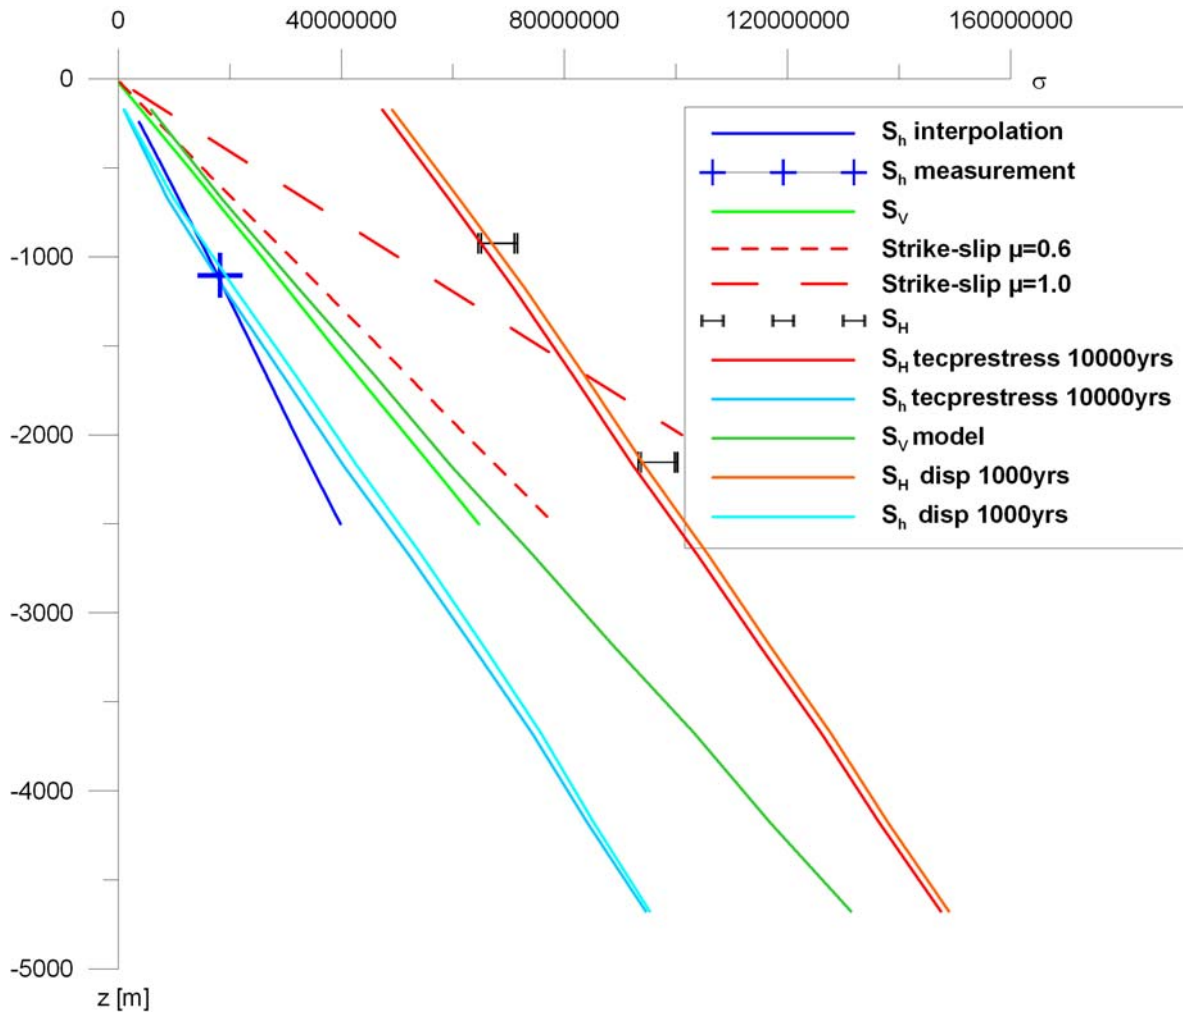 0 40000000 80000000 120000000 160000000
0
σ
Sh interpolation
Sh measurement
SV
Strike-slip µ=0.6
-1000
Strike-slip µ=1.0
SH
SH tecprestress 10000yrs
Sh tecprestress 10000yrs
-2000
SV model
SH disp 1000yrs
Sh disp 1000yrs
-3000
-4000
-5000
z [m]